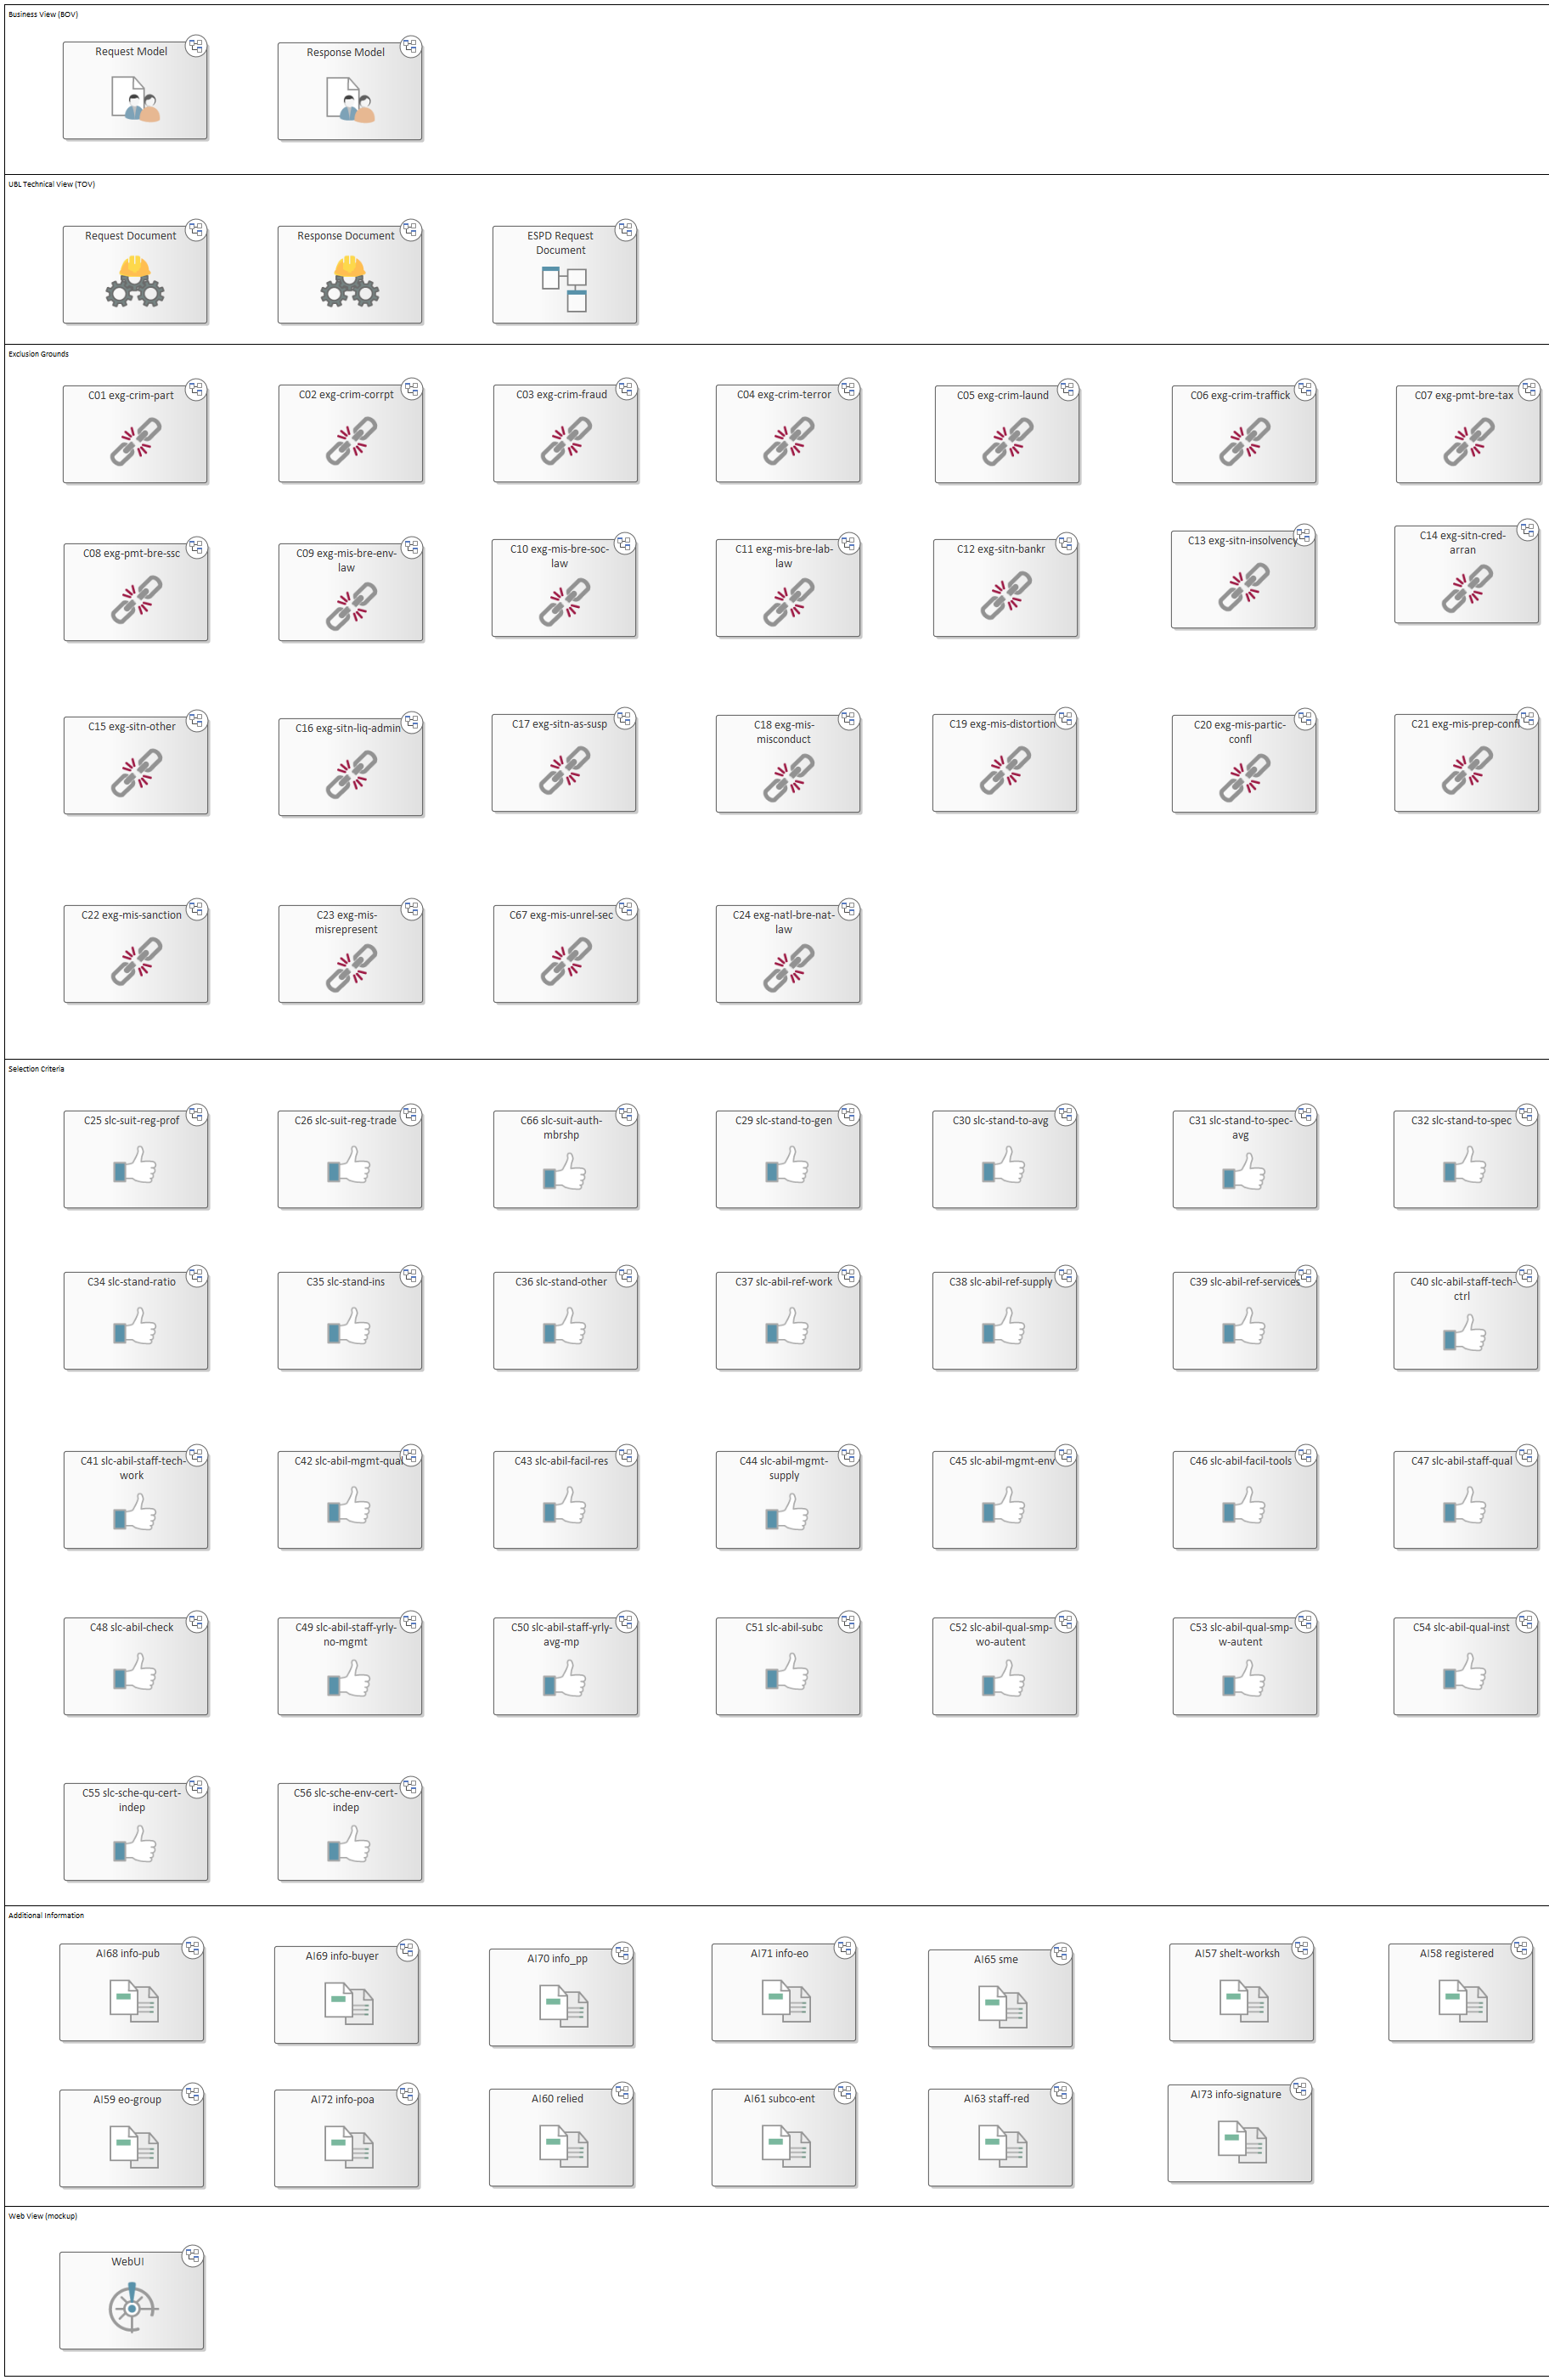 Business View (BOV)
Request Model
Response Model
UBL Technical View (TOV)
Request Document
Response Document
ESPD Request
Document
Exclusion Grounds
C01 exg-crim-part
C02 exg-crim-corrpt
C03 exg-crim-fraud
C04 exg-crim-terror
C05 exg-crim-laund
C06 exg-crim-traffick
C07 exg-pmt-bre-tax
C08 exg-pmt-bre-ssc
C09 exg-mis-bre-env-
law
C10 exg-mis-bre-soc-
law
C11 exg-mis-bre-lab-
law
C12 exg-sitn-bankr
C13 exg-sitn-insolvency
C14 exg-sitn-cred-
arran
C15 exg-sitn-other
C16 exg-sitn-liq-admin
C17 exg-sitn-as-susp
C18 exg-mis-
misconduct
C19 exg-mis-distortion
C20 exg-mis-partic-
confl
C21 exg-mis-prep-confl
C22 exg-mis-sanction
C23 exg-mis-
misrepresent
C67 exg-mis-unrel-sec
C24 exg-natl-bre-nat-
law
Selection Criteria
C25 slc-suit-reg-prof
C26 slc-suit-reg-trade
C66 slc-suit-auth-
mbrshp
C29 slc-stand-to-gen
C30 slc-stand-to-avg
C31 slc-stand-to-spec-
avg
C32 slc-stand-to-spec
C34 slc-stand-ratio
C35 slc-stand-ins
C36 slc-stand-other
C37 slc-abil-ref-work
C38 slc-abil-ref-supply
C39 slc-abil-ref-services
C40 slc-abil-staff-tech-
ctrl
C41 slc-abil-staff-tech-
work
C42 slc-abil-mgmt-qual
C43 slc-abil-facil-res
C44 slc-abil-mgmt-
supply
C45 slc-abil-mgmt-env
C46 slc-abil-facil-tools
C47 slc-abil-staff-qual
C48 slc-abil-check
C49 slc-abil-staff-yrly-
no-mgmt
C50 slc-abil-staff-yrly-
avg-mp
C51 slc-abil-subc
C52 slc-abil-qual-smp-
wo-autent
C53 slc-abil-qual-smp-
w-autent
C54 slc-abil-qual-inst
C55 slc-sche-qu-cert-
indep
C56 slc-sche-env-cert-
indep
Additional Information
AI68 info-pub
AI69 info-buyer
AI70 info_pp
AI71 info-eo
AI65 sme
AI57 shelt-worksh
AI58 registered
AI59 eo-group
AI72 info-poa
AI60 relied
AI61 subco-ent
AI63 staff-red
AI73 info-signature
Web View (mockup)
WebUI